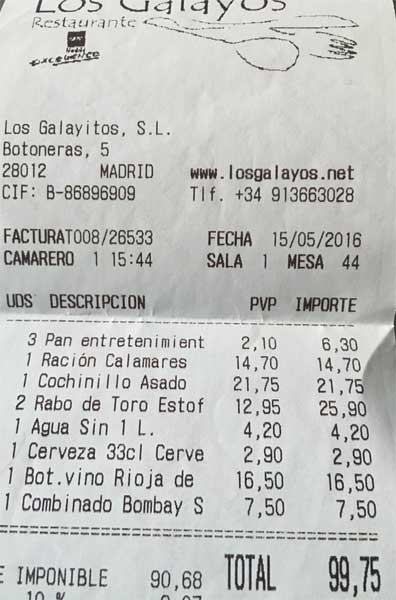 Los Galayos
Restaurante
excelence
Los Galayitos, S.L.
Botoneras, 5
28012 MADRID www.losgalayos.net
CIF: B-86896909 Tlf. +34 913663028
FACTURAT008/26533 FECHA 15/05/2016
CAMARERO 1 15:44 SALA 1 MESA 44
UDS DESCRIPCION PVP IMPORTE
3 Pan entretenimient 2,10 6,30
1 Ración Calamares 14,70 14,70
1 Cochinillo Asado 21,75 21,75
2 Rabo de Toro Estof 12,95 25,90
1 Agua Sin 1 L. 4,20 4,20
1 Cerveza 33cl Cerve 2,90 2,90
1 Bot.vino Rioja de 16,50 16,50
1 Combinado Bombay S 7,50 7,50
E IMPONIBLE 90,68 TOTAL 99,75
10 % 9,07